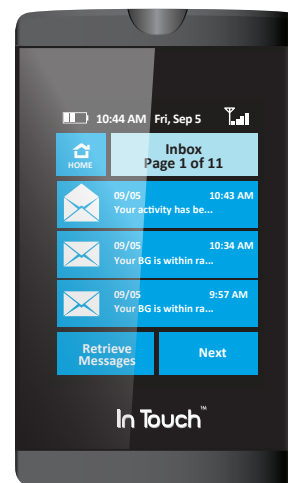 10:44 AM Fri, Sep 5
HOME
Inbox
Page 1 of 11
09/05 10:43 AM
Your activity has be...
09/05 10:34 AM
Your BG is within ra...
09/05 9:57 AM
Your BG is within ra...
Retrieve
Messages
Next
In Touch™